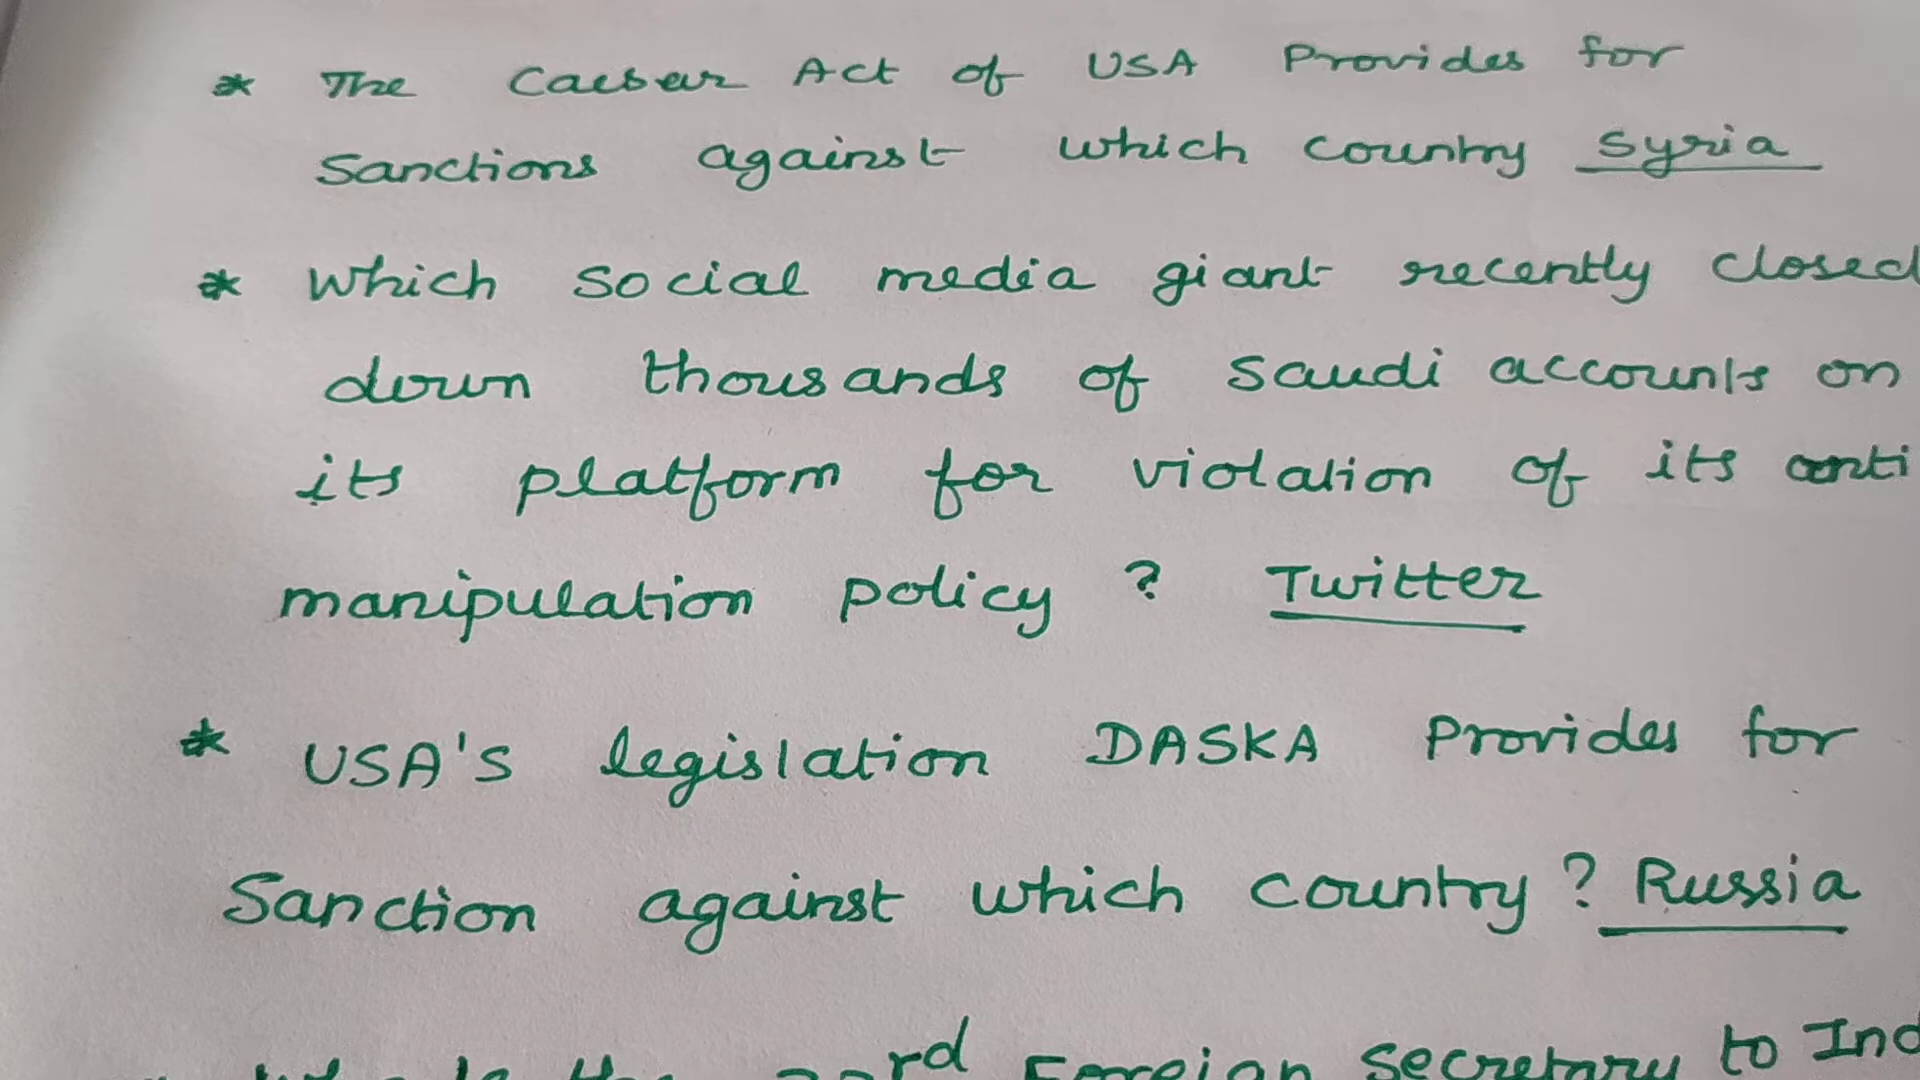 * The Caesar Act of USA Provides for
Sanctions against which country Syria
* Which social media giant recently closed
down thousands of Saudi accounts on
its platform for violation of its anti
manipulation policy ? Twitter
* USA's legislation DASKA Provides for
Sanction against which country ? Russia
rd Foreign Secretary to Ind